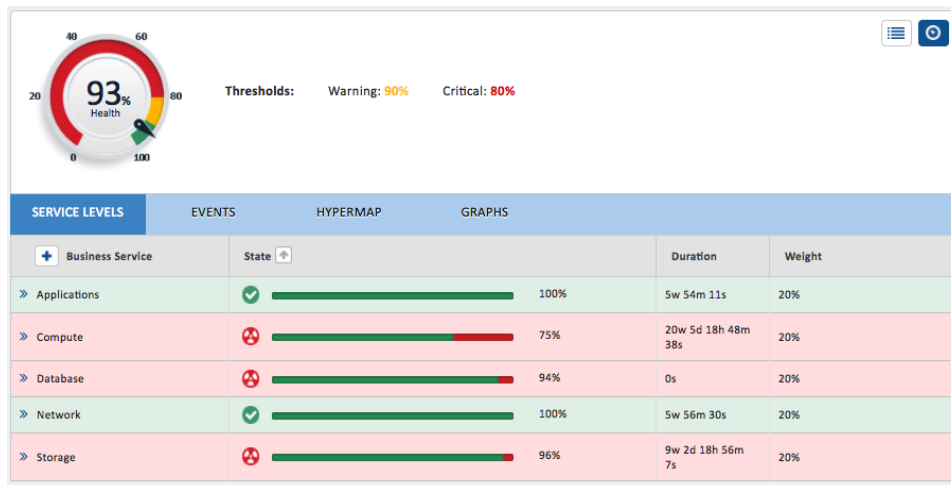 40 60
20 93% 80
Health
0 100
Thresholds: Warning: 90% Critical: 80%
SERVICE LEVELS EVENTS HYPERMAP GRAPHS
Business Service State Duration Weight
Applications 100% 5w 54m 11s 20%
Compute 75% 20w 5d 18h 48m 38s 20%
Database 94% 0s 20%
Network 100% 5w 56m 30s 20%
Storage 96% 9w 2d 18h 56m 7s 20%